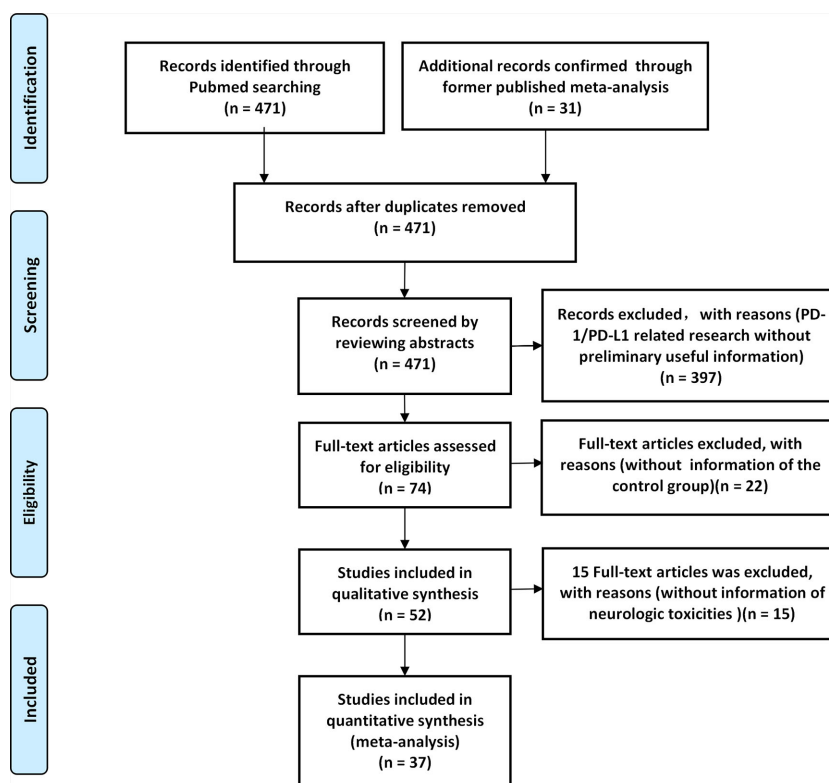 Identification
Records identified through
Pubmed searching
(n = 471)
Additional records confirmed  through
former published meta-analysis
(n = 31)
Records after duplicates removed
(n = 471)
Screening
Records screened by
reviewing abstracts
(n = 471)
Records excluded，with reasons (PD-
1/PD-L1 related research without
preliminary useful information)
(n = 397)
Eligibility
Full-text articles assessed
for eligibility
(n = 74)
Full-text articles excluded, with
reasons (without  information of the
control group)(n = 22)
Studies included in
qualitative synthesis
(n = 52)
15 Full-text articles was excluded,
with reasons (without information of
neurologic toxicities )(n = 15)
Included
Studies included in
quantitative synthesis
(meta-analysis)
(n = 37)